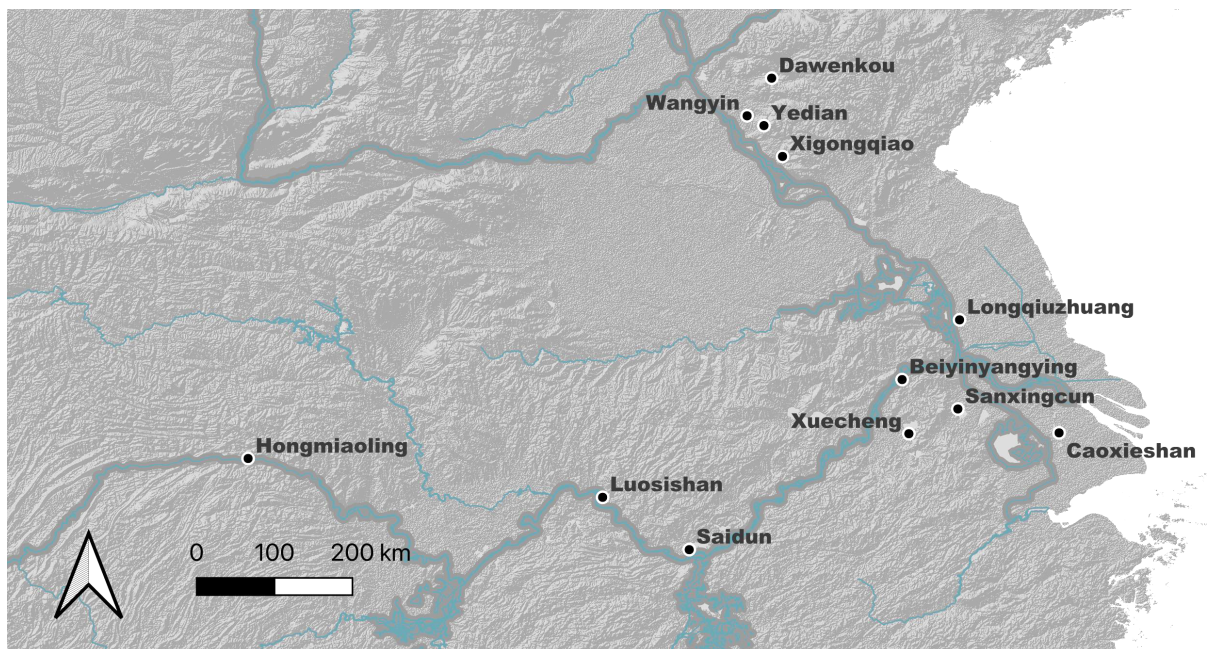 Dawenkou
Wangyin
Yedian
Xigongqiao
Longqiuzhuang
Beiyinyangying
Sanxingcun
Xuecheng
Caoxieshan
Hongmiaoling
Luosishan
Saidun
0 100 200 km